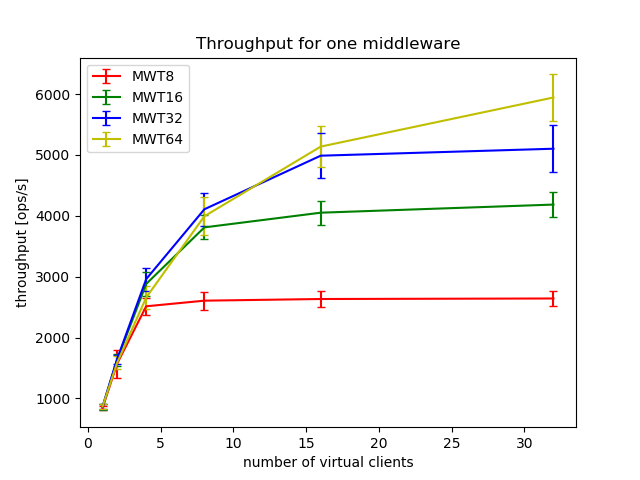 Throughput for one middleware
MWT8
MWT16
MWT32
MWT64
throughput [ops/s]
6000
5000
4000
3000
2000
1000
0 5 10 15 20 25 30
number of virtual clients